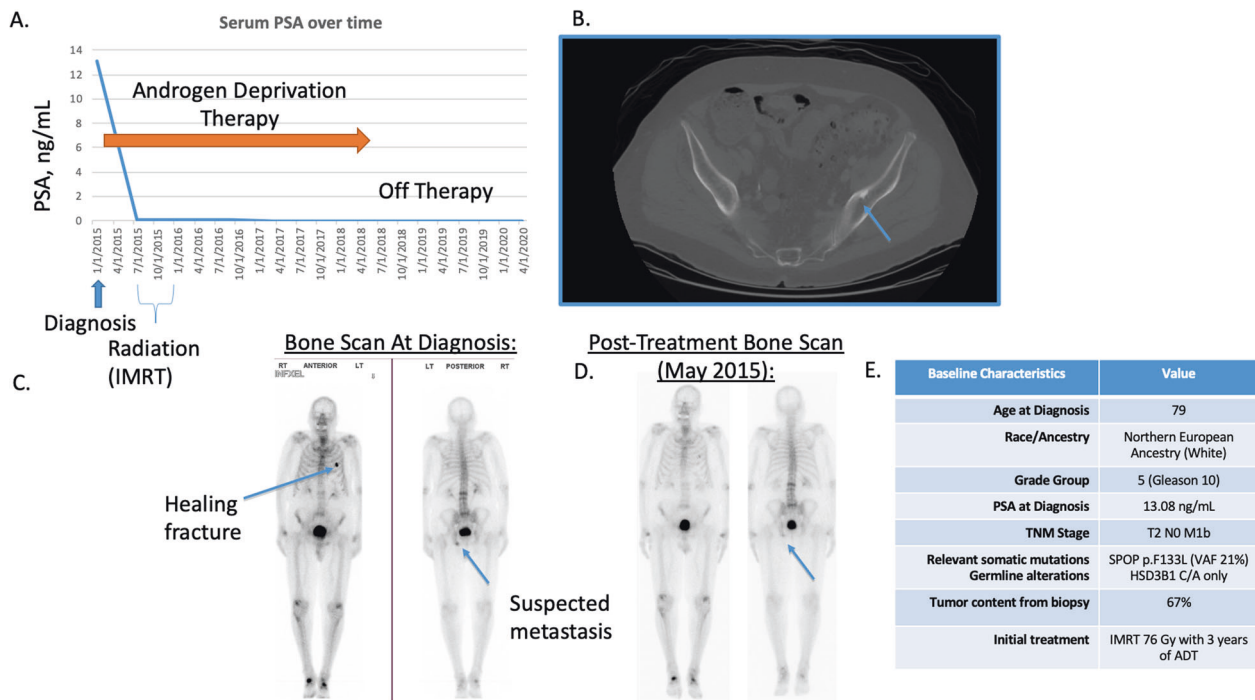 A.
Serum PSA over time
14
12
10
8
6
4
2
0
PSA, ng/mL
Androgen Deprivation
Therapy
Off Therapy
1/1/2015
4/1/2015
7/1/2015
10/1/2015
1/1/2016
4/1/2016
7/1/2016
10/1/2016
1/1/2017
4/1/2017
7/1/2017
10/1/2017
1/1/2018
4/1/2018
7/1/2018
10/1/2018
1/1/2019
4/1/2019
7/1/2019
10/1/2019
1/1/2020
4/1/2020
Diagnosis
Radiation
(IMRT)
B.
Bone Scan At Diagnosis:
C.
RT ANTERIOR LT
INFXEL
LT POSTERIOR RT
Healing
fracture
Suspected
metastasis
Post-Treatment Bone Scan
(May 2015):
D.
E.
Baseline Characteristics Value
Age at Diagnosis 79
Race/Ancestry Northern European
Ancestry (White)
Grade Group 5 (Gleason 10)
PSA at Diagnosis 13.08 ng/mL
TNM Stage T2 N0 M1b
Relevant somatic mutations SPOP p.F133L (VAF 21%)
Germline alterations HSD3B1 C/A only
Tumor content from biopsy 67%
Initial treatment IMRT 76 Gy with 3 years
of ADT